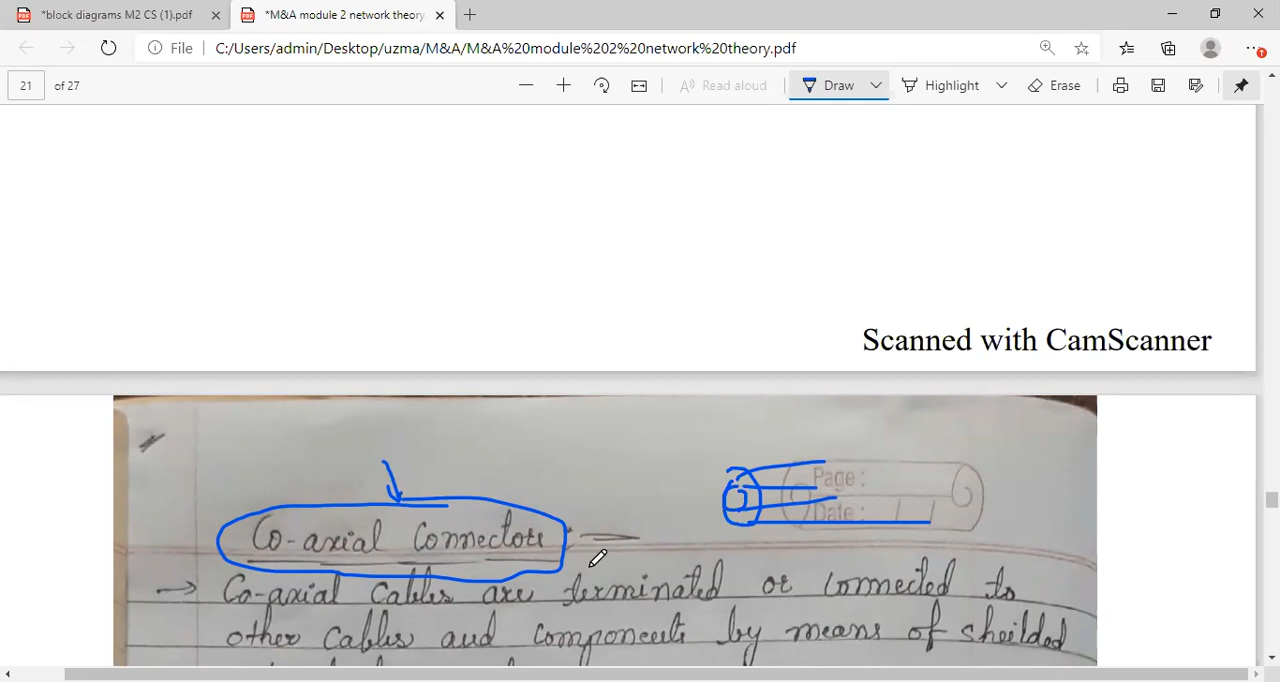 *block diagrams M2 CS (1).pdf
*M&A module 2 network theory.
File
C:/Users/admin/Desktop/uzma/M&A/M&A%20module%202%20network%20theory.pdf
21 of 27
Read aloud
Draw
Highlight
Erase
Scanned with CamScanner
Page :
Date :
Co-axial Connectors :
→ Co-axial Cables are terminated or connected to
other cables and components by means of sheilded